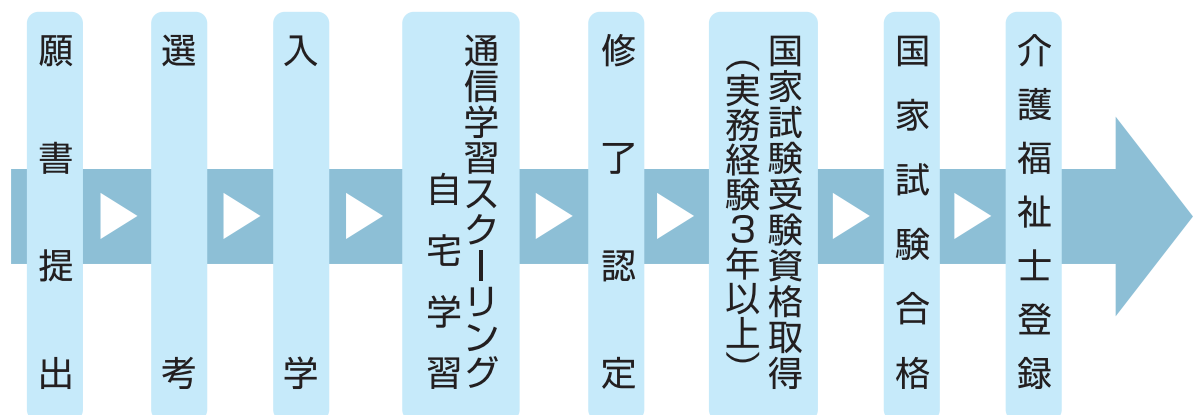 願書提出
選考
入学
通信学習スクーリング
自宅学習
修了認定
国家試験受験資格取得
（実務経験３年以上）
国家試験合格
介護福祉士登録